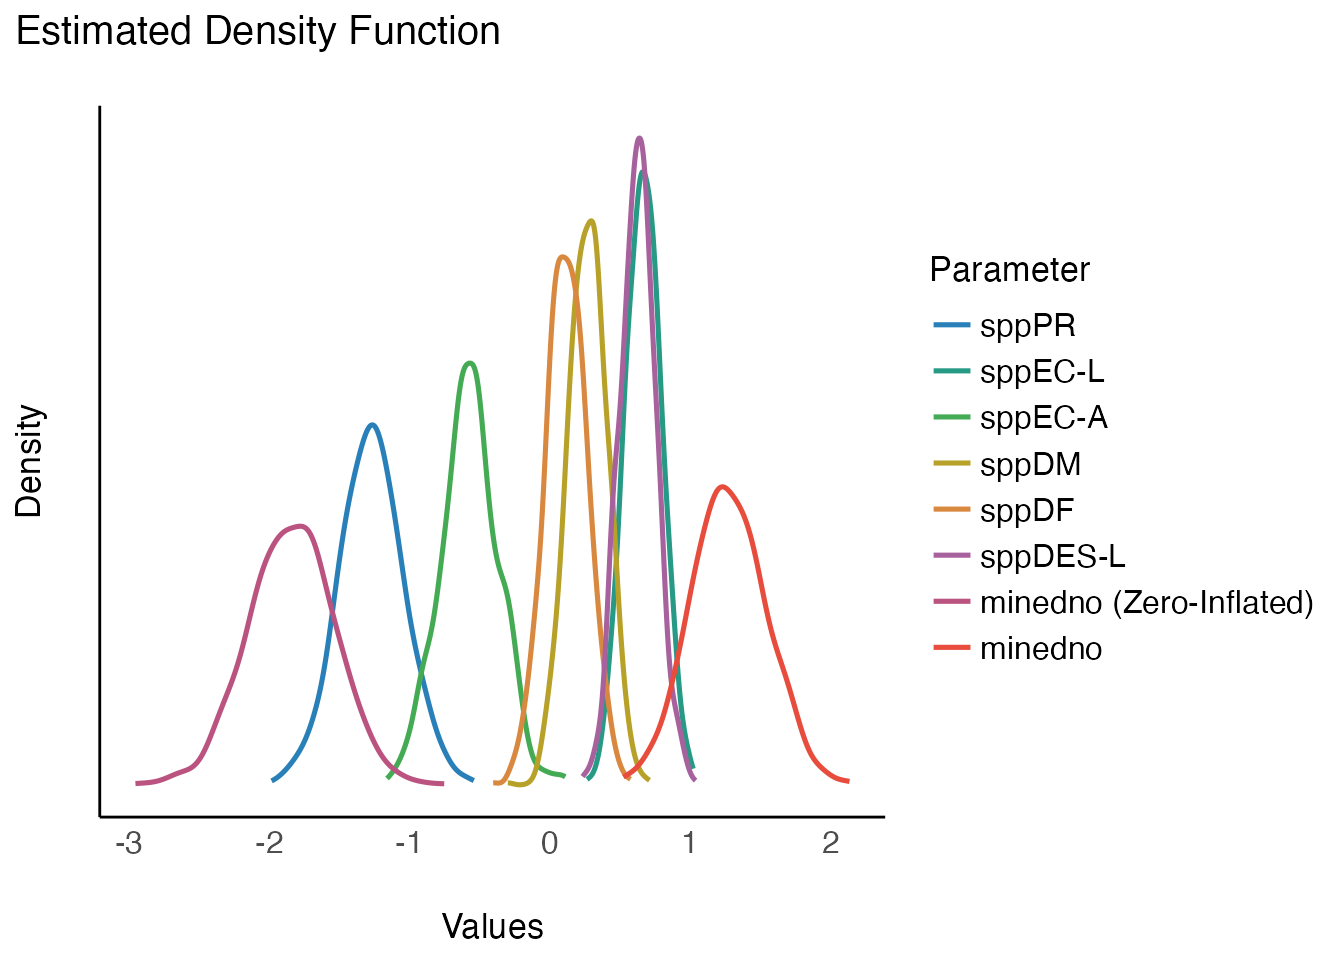 Estimated Density Function
Density
-3 -2 -1 0 1 2
Values
Parameter
sppPR
sppEC-L
sppEC-A
sppDM
sppDF
sppDES-L
minedno (Zero-Inflated)
minedno